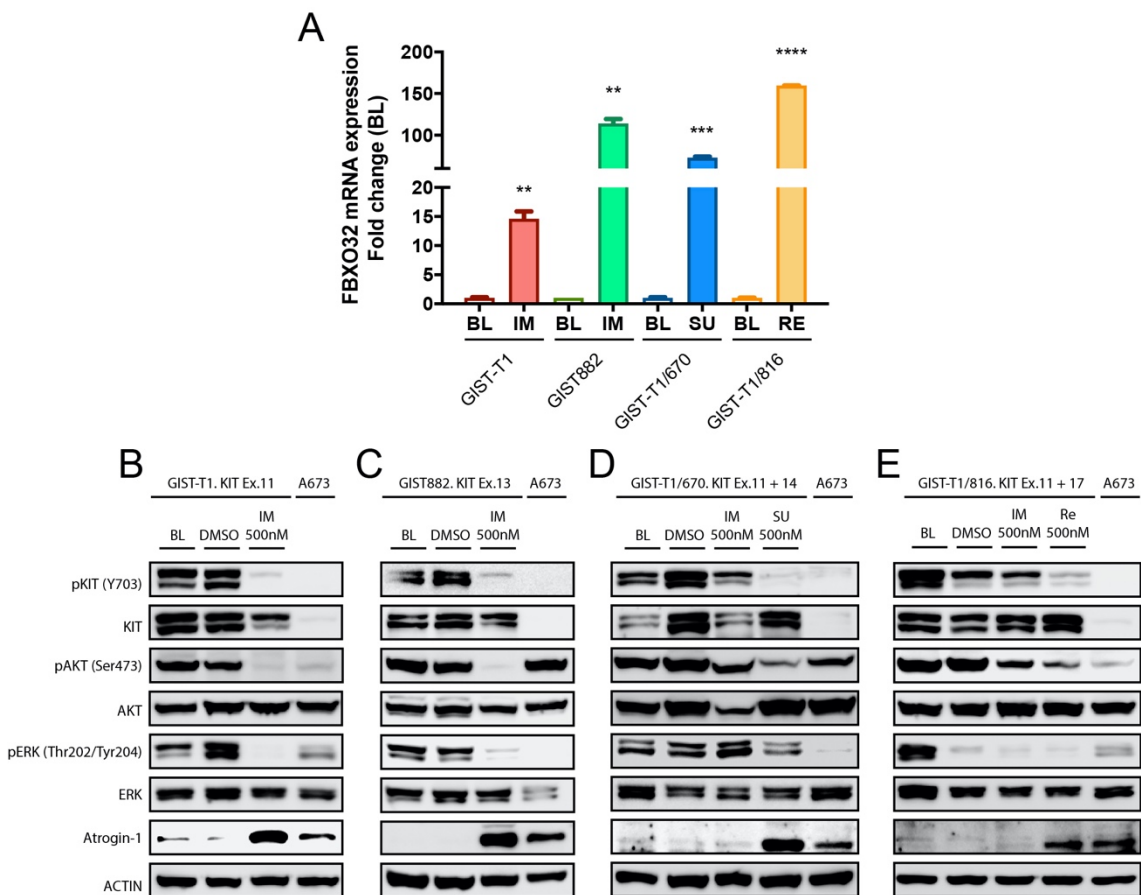 A
FBXO32 mRNA expression
Fold change (BL)
200
150
100
20
15
10
5
0
**
**
***
****
BL IM BL IM BL SU BL RE
GIST-T1 GIST882 GIST-T1/670 GIST-T1/816
B C D E
GIST-T1. KIT Ex.11 A673 GIST882. KIT Ex.13 A673 GIST-T1/670. KIT Ex.11 + 14 A673 GIST-T1/816. KIT Ex.11 + 17 A673
IM IM IM SU IM Re
BL DMSO 500nM BL DMSO 500nM BL DMSO 500nM 500nM BL DMSO 500nM 500nM
pKIT (Y703)
KIT
pAKT (Ser473)
AKT
pERK (Thr202/Tyr204)
ERK
Atrogin-1
ACTIN